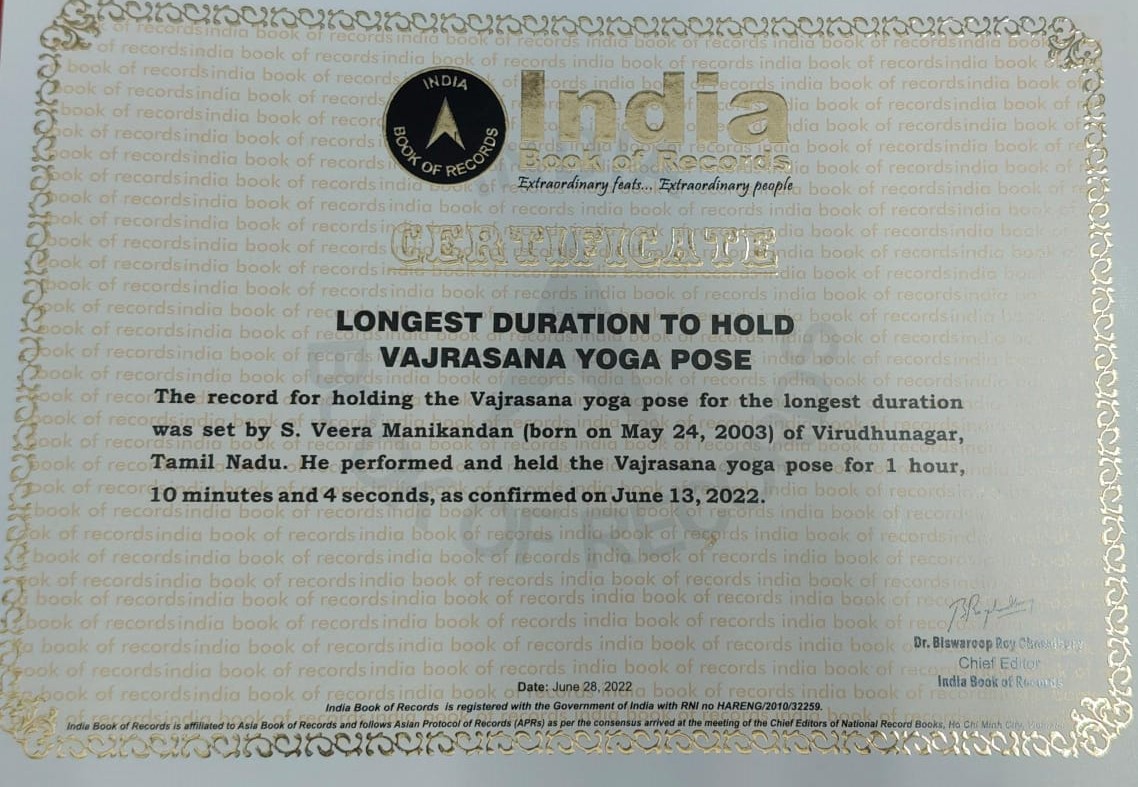 INDIA
BOOK OF RECORDS
India
Book of Records
Extraordinary feats... Extraordinary people
CERTIFICATE
LONGEST DURATION TO HOLD
VAJRASANA YOGA POSE
The record for holding the Vajrasana yoga pose for the longest duration
was set by S. Veera Manikandan (born on May 24, 2003) of Virudhunagar,
Tamil Nadu. He performed and held the Vajrasana yoga pose for 1 hour,
10 minutes and 4 seconds, as confirmed on June 13, 2022.
Dr. Biswaroop Roy Chowdhury
Chief Editor
India Book of Records
Date: June 28, 2022
India Book of Records is registered with the Government of India with RNI no HARENG/2010/32259.
India Book of Records is affiliated to Asia Book of Records and follows Asian Protocol of Records (APRs) as per the consensus arrived at the meeting of the Chief Editors of National Record Books, Ho Chi Minh City,